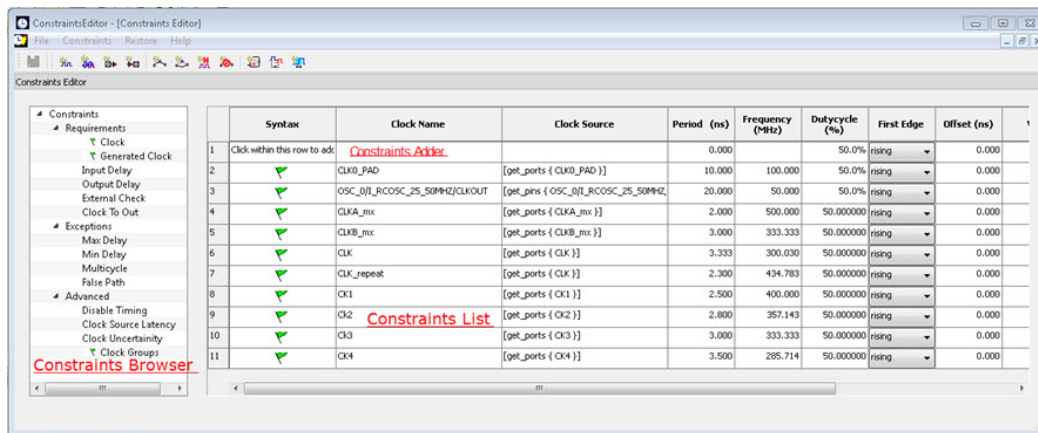 ConstraintsEditor - [Constraints Editor]
File Constraints Restore Help
Constraints Editor
Constraints
Requirements
Clock
Generated Clock
Input Delay
Output Delay
External Check
Clock To Out
Exceptions
Max Delay
Min Delay
Multicycle
False Path
Advanced
Disable Timing
Clock Source Latency
Clock Uncertainity
Clock Groups
Constraints Browser
Syntax Clock Name Clock Source Period (ns) Frequency (MHz) Dutycycle (%) First Edge Offset (ns)
1 Click within this row to add Constraints Adder 0.000 50.0% rising 0.000
2 CLK0_PAD [get_ports { CLK0_PAD }] 10.000 100.000 50.0% rising 0.000
3 OSC_0/I_RCOSC_25_50MHZ/CLKOUT [get_pins { OSC_0/I_RCOSC_25_50MHZ, 20.000 50.000 50.0% rising 0.000
4 CLKA_mx [get_ports { CLKA_mx }] 2.000 500.000 50.000000 rising 0.000
5 CLKB_mx [get_ports { CLKB_mx }] 3.000 333.333 50.000000 rising 0.000
6 CLK [get_ports { CLK }] 3.333 300.030 50.000000 rising 0.000
7 CLK_repeat [get_ports { CLK }] 2.300 434.783 50.000000 rising 0.000
8 CK1 [get_ports { CK1 }] 2.500 400.000 50.000000 rising 0.000
9 Ck2 [get_ports { CK2 }] 2.800 357.143 50.000000 rising 0.000
Constraints List
10 Ck3 [get_ports { CK3 }] 3.000 333.333 50.000000 rising 0.000
11 CK4 [get_ports { CK4 }] 3.500 285.714 50.000000 rising 0.000